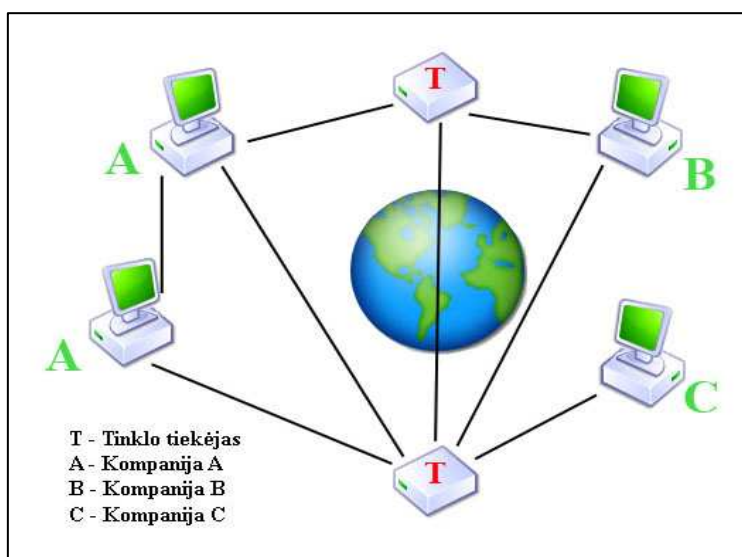 T
A
B
A
C
T
T - Tinklo tiekėjas
A - Kompanija A
B - Kompanija B
C - Kompanija C